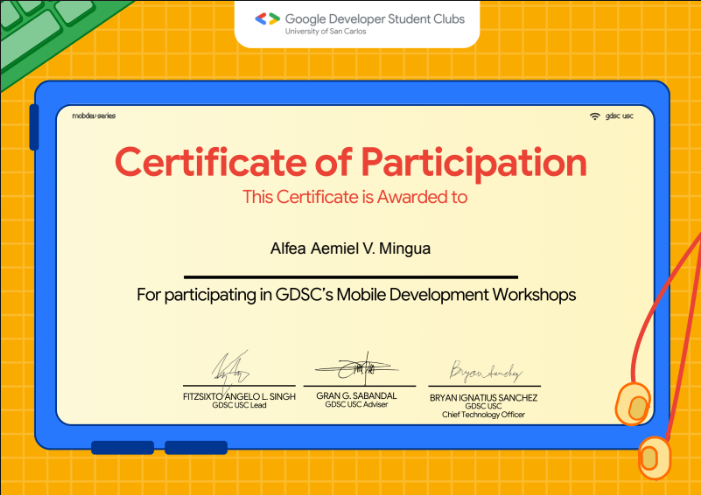 Google Developer Student Clubs
University of San Carlos
mobdev series
gdsc usc
Certificate of Participation
This Certificate is Awarded to
Alfea Aemiel V. Mingua
For participating in GDSC's Mobile Development Workshops
Bryan Sanchez
FITZSIXTO ANGELO L. SINGH
GDSC USC Lead
GRAN G. SABANDAL
GDSC USC Adviser
BRYAN IGNATIUS SANCHEZ
GDSC USC
Chief Technology Officer